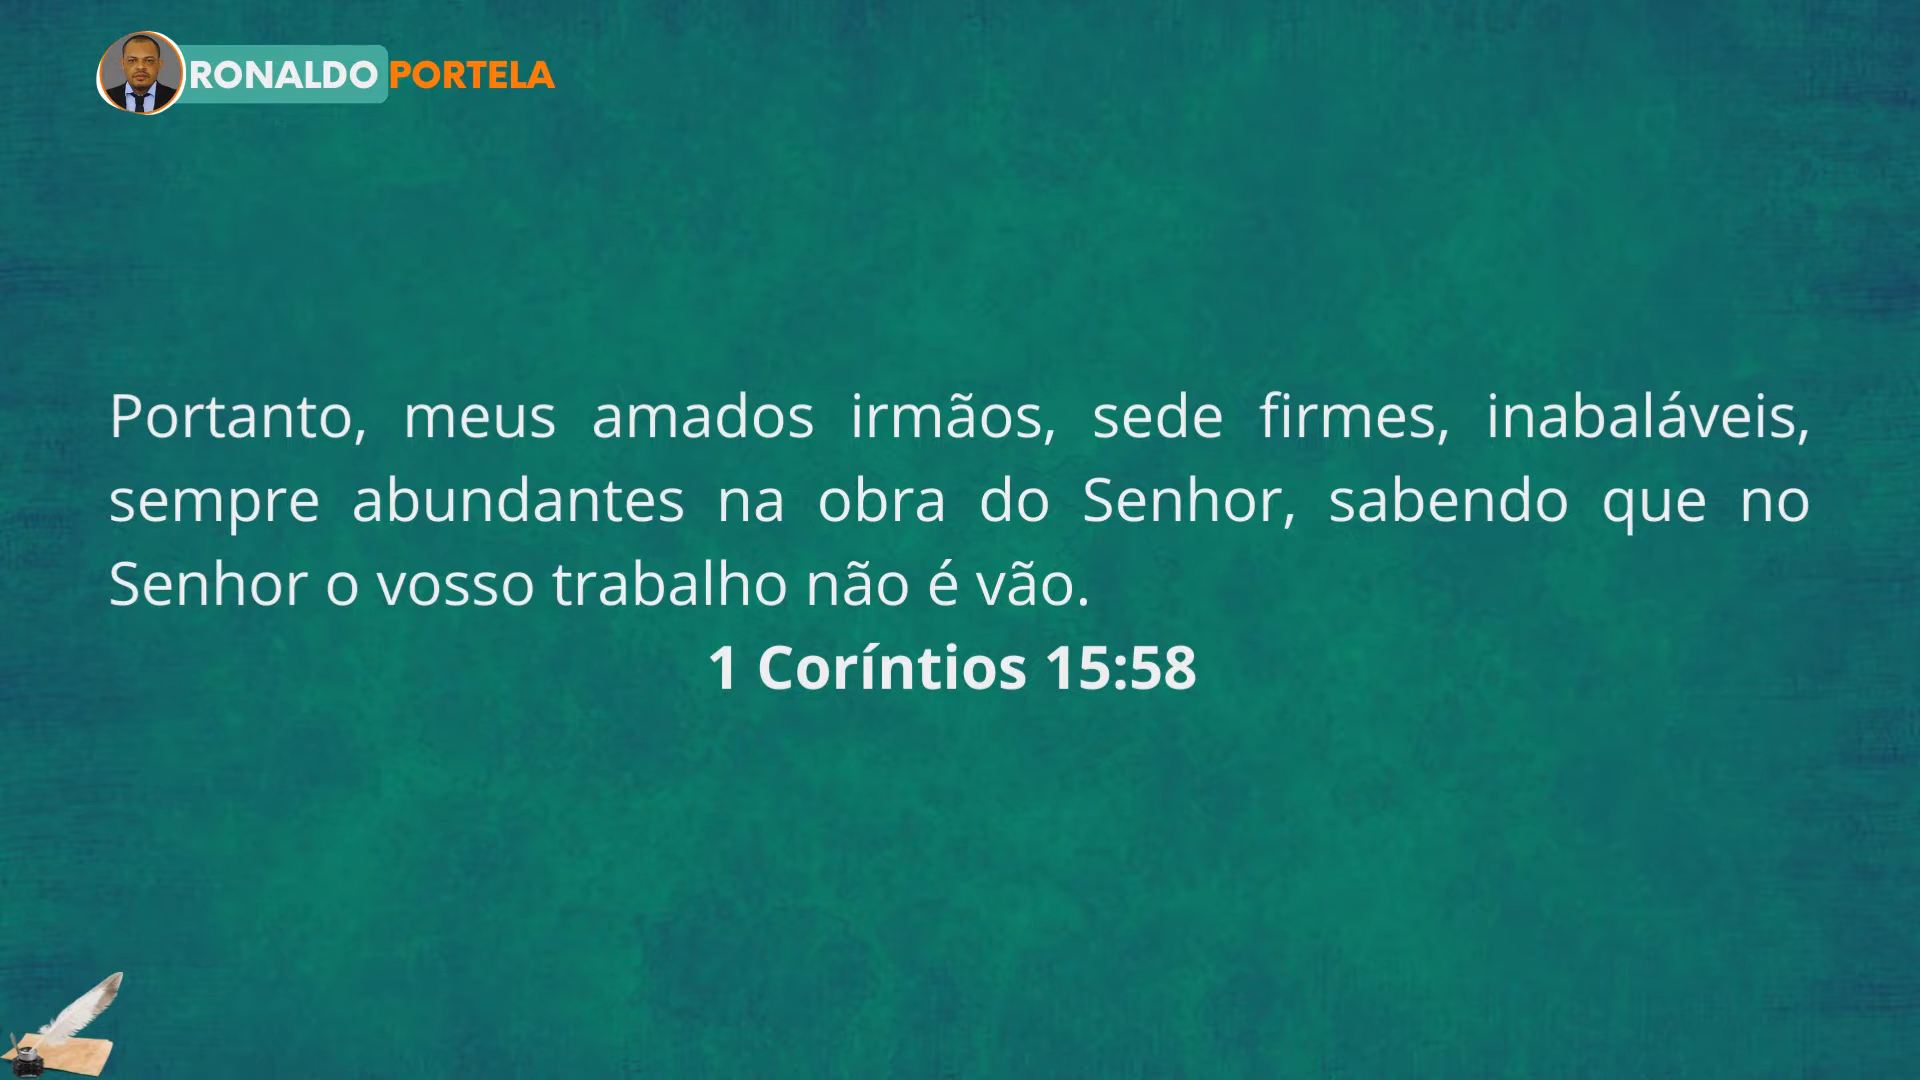 RONALDO PORTELA
Portanto, meus amados irmãos, sede firmes, inabaláveis,
sempre abundantes na obra do Senhor, sabendo que no
Senhor o vosso trabalho não é vão.
1 Coríntios 15:58